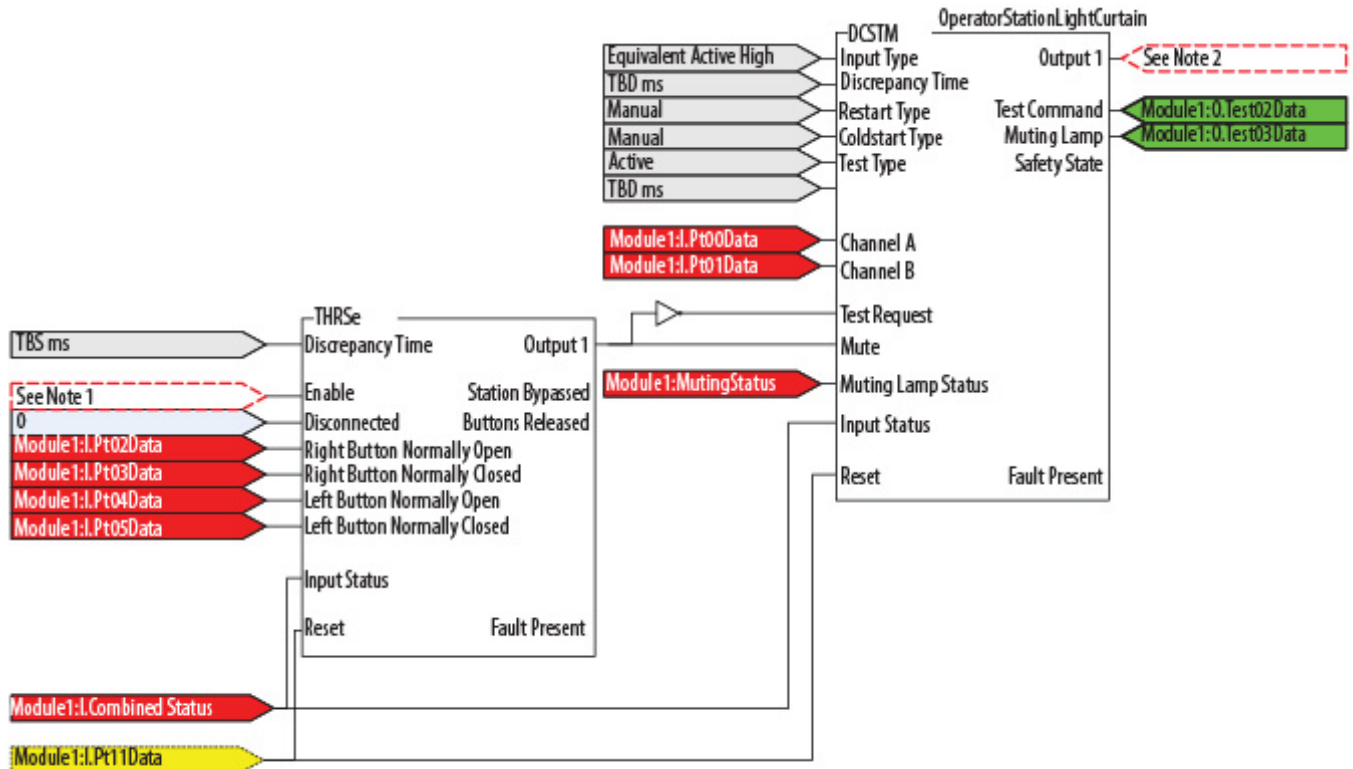 OperatorStationLightCurtain
DCSTM
Equivalent Active High
Input Type
Output 1
See Note 2
TBD ms
Discrepancy Time
Manual
Restart Type
Test Command
Module1:0.Test02Data
Manual
Coldstart Type
Muting Lamp
Module1:0.Test03Data
Active
Test Type
Safety State
TBD ms
Module1:I.Pt00Data
Channel A
Module1:I.Pt01Data
Channel B
Test Request
Mute
Module1:MutingStatus
Muting Lamp Status
Input Status
Reset
Fault Present
THRSe
TBS ms
Discrepancy Time
Output 1
See Note 1
Enable
Station Bypassed
0
Disconnected
Buttons Released
Module1:I.Pt02Data
Right Button Normally Open
Module1:I.Pt03Data
Right Button Normally Closed
Module1:I.Pt04Data
Left Button Normally Open
Module1:I.Pt05Data
Left Button Normally Closed
Input Status
Reset
Fault Present
Module1:I.Combined Status
Module1:I.Pt11Data